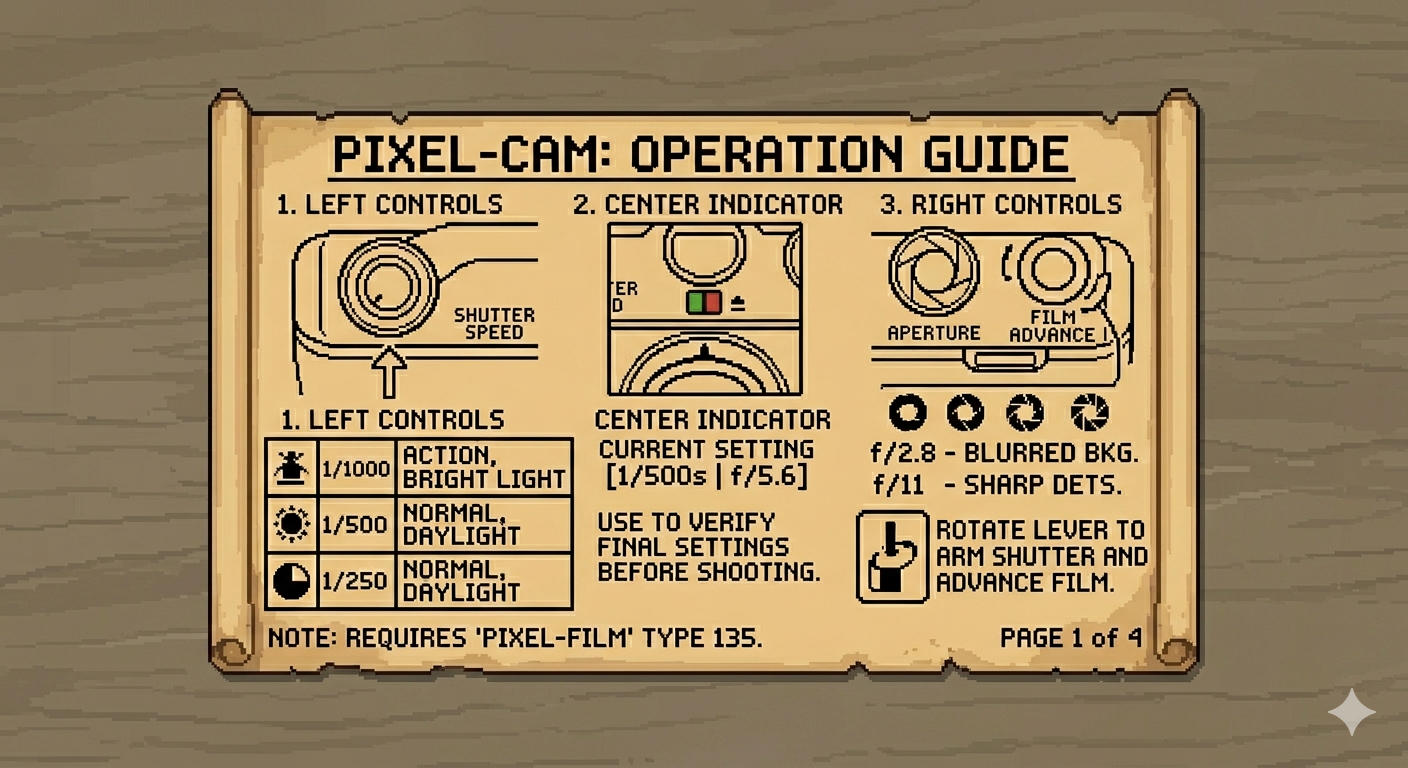 PIXEL-CAM: OPERATION GUIDE
1. LEFT CONTROLS
SHUTTER
SPEED
2. CENTER INDICATOR
ER
D
3. RIGHT CONTROLS
APERTURE
FILM
ADVANCE
1. LEFT CONTROLS
1/1000
ACTION,
BRIGHT LIGHT
1/500
NORMAL,
DAYLIGHT
1/250
NORMAL,
DAYLIGHT
CENTER INDICATOR
CURRENT SETTING
[1/500s | f/5.6]
USE TO VERIFY
FINAL SETTINGS
BEFORE SHOOTING.
f/2.8 - BLURRED BKG.
f/11 - SHARP DETS.
ROTATE LEVER TO
ARM SHUTTER AND
ADVANCE FILM.
NOTE: REQUIRES 'PIXEL-FILM' TYPE 135.
PAGE 1 of 4